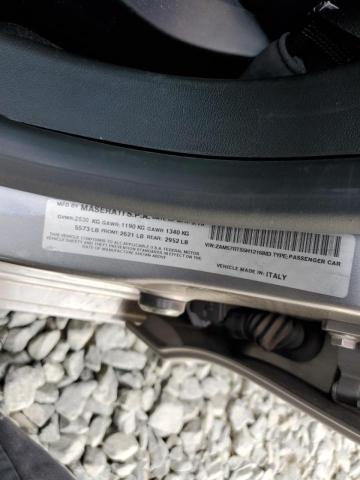 MFD BY MASERATI S.P.A.
GVWR: 2530 KG GAWR: 1190 KG GAWR 1340 KG
5573 LB FRONT: 2621 LB REAR: 2952 LB
THIS VEHICLE CONFORMS TO ALL APPLICABLE U.S.A. FEDERAL MOTOR
VEHICLE SAFETY, BUMPER AND THEFT PREVENTION STANDARDS IN EFFECT ON THE
DATE OF MANUFACTURE SHOWN ABOVE.
TYPE: PASSENGER CAR
VEHICLE MADE IN: ITALY